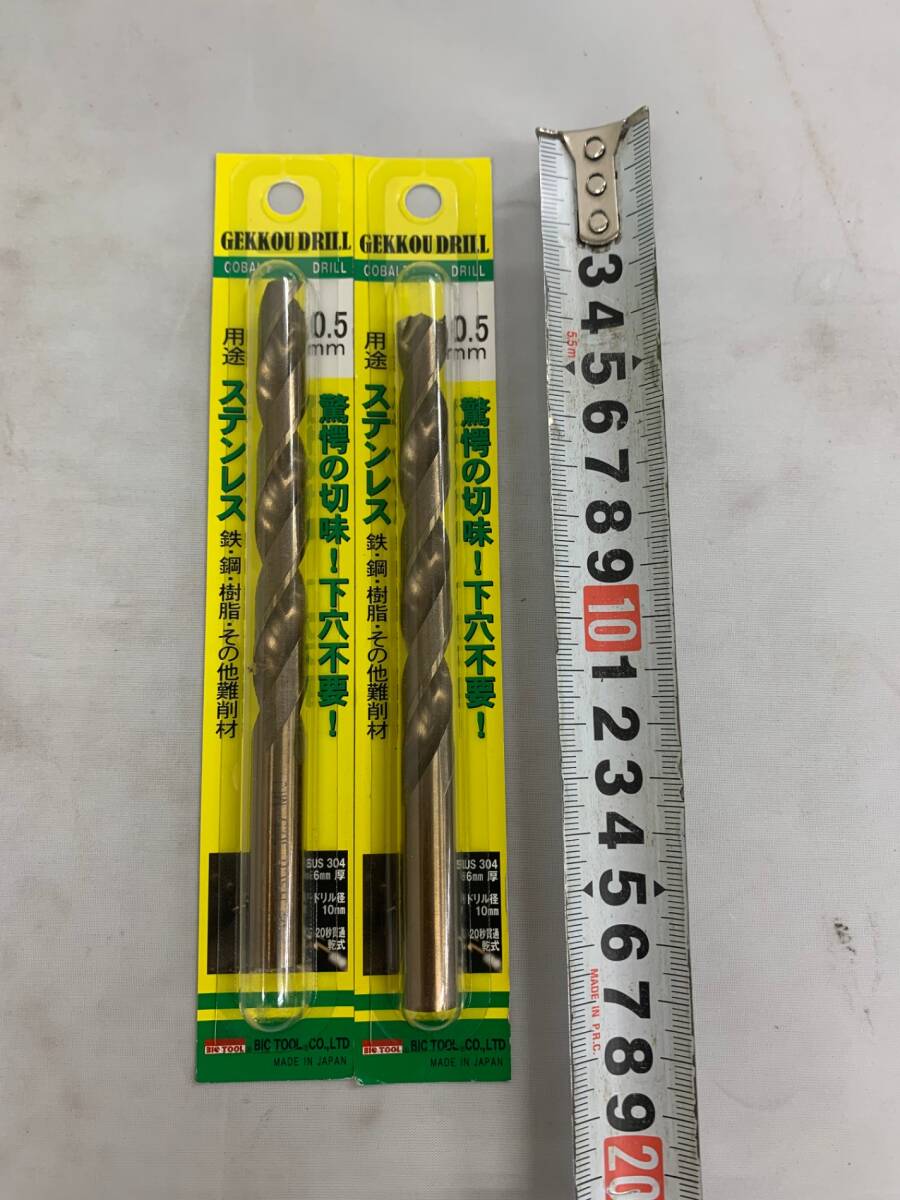 GEKKOU DRILL
DRILL
0.5
mm
用途
ステンレス
鉄・鋼・樹脂・その他難削材
驚愕の切味!下穴不要!
SUS 304
6mm 厚
ドリル径
10mm
20秒貫通
乾式
BIC TOOL
BIC TOOL CO.,LTD
MADE IN JAPAN
GEKKOU DRILL
DRILL
0.5
mm
用途
ステンレス
鉄・鋼・樹脂・その他難削材
驚愕の切味!下穴不要!
SUS 304
6mm 厚
ドリル径
10mm
20秒貫通
乾式
BIC TOOL
BIC TOOL CO.,LTD
MADE IN JAPAN
3
4
5.5m
5
6
7
8
9
10
1
2
3
4
5
6
7
MADE IN P.R.C.
8
9
20